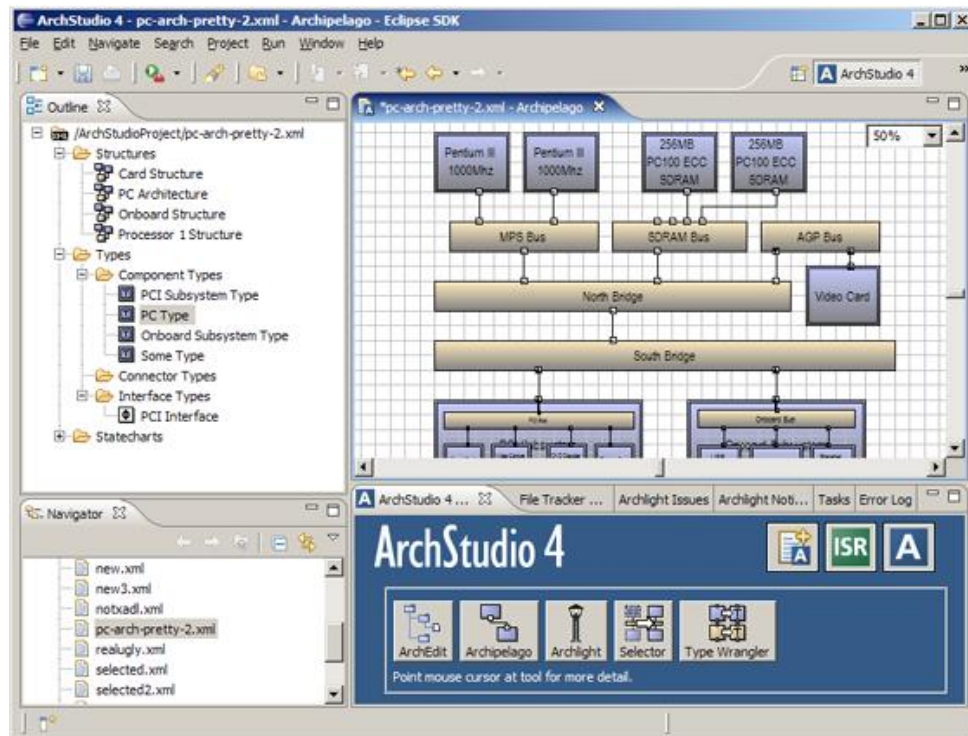 ArchStudio 4 - pc-arch-pretty-2.xml - Archipelago - Eclipse SDK
File Edit Navigate Search Project Run Window Help
A ArchStudio 4
Outline
/ArchStudioProject/pc-arch-pretty-2.xml
Structures
Card Structure
PC Architecture
Onboard Structure
Processor 1 Structure
Types
Component Types
PCI Subsystem Type
PC Type
Onboard Subsystem Type
Some Type
Connector Types
Interface Types
PCI Interface
Statecharts
*pc-arch-pretty-2.xml - Archipelago
50%
Pentium III
1000Mhz
Pentium III
1000Mhz
256MB
PC100 ECC
SDRAM
256MB
PC100 ECC
SDRAM
MPS Bus
SDRAM Bus
AGP Bus
North Bridge
Video Card
South Bridge
Onboard Bus
Navigator
new.xml
new3.xml
notxadl.xml
pc-arch-pretty-2.xml
realugly.xml
selected.xml
selected2.xml
A ArchStudio 4 ...
File Tracker ...
Archlight Issues
Archlight Noti...
Tasks
Error Log
ArchStudio 4
A
ISR
A
ArchEdit
Archipelago
Archlight
Selector
Type Wrangler
Point mouse cursor at tool for more detail.